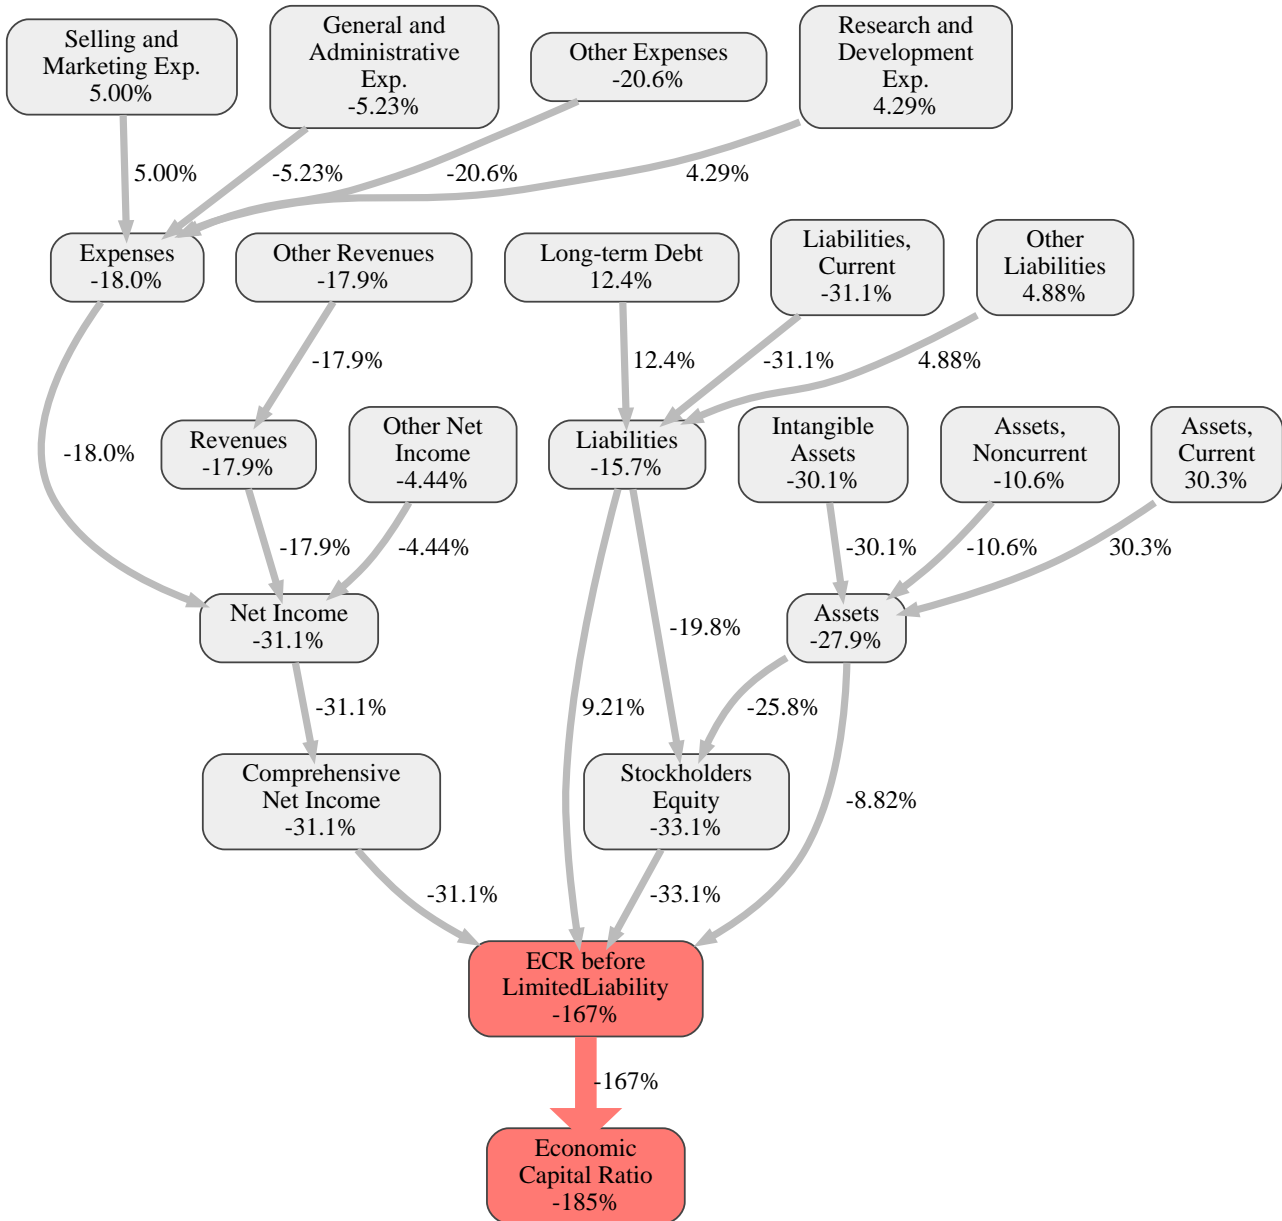 Selling and
Marketing Exp.
5.00%
General and
Administrative
Exp.
-5.23%
Other Expenses
-20.6%
Research and
Development
Exp.
4.29%
5.00%
-5.23%
-20.6%
4.29%
Expenses
-18.0%
Other Revenues
-17.9%
Long-term Debt
12.4%
Liabilities,
Current
-31.1%
Other
Liabilities
4.88%
-17.9%
12.4%
-31.1%
4.88%
-18.0%
Revenues
-17.9%
Other Net
Income
-4.44%
Liabilities
-15.7%
Intangible
Assets
-30.1%
Assets,
Noncurrent
-10.6%
Assets,
Current
30.3%
-17.9%
-4.44%
-30.1%
-10.6%
30.3%
Net Income
-31.1%
-19.8%
Assets
-27.9%
-31.1%
9.21%
-25.8%
Comprehensive
Net Income
-31.1%
Stockholders
Equity
-33.1%
-8.82%
-31.1%
-33.1%
ECR before
LimitedLiability
-167%
-167%
Economic
Capital Ratio
-185%